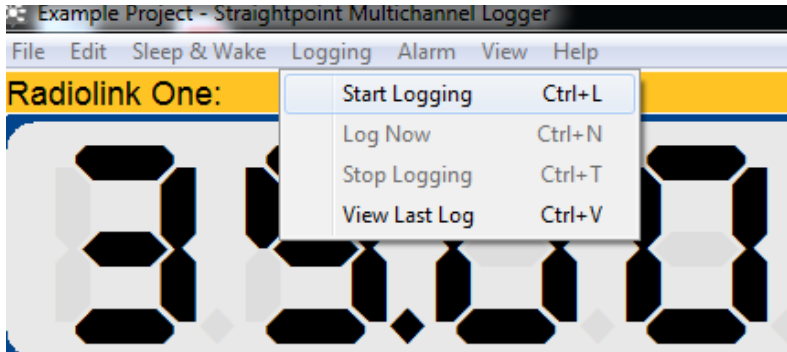 Example Project - Straightpoint Multichannel Logger
File Edit Sleep & Wake Logging Alarm View Help
Radiolink One:
Start Logging Ctrl+L
Log Now Ctrl+N
Stop Logging Ctrl+T
View Last Log Ctrl+V